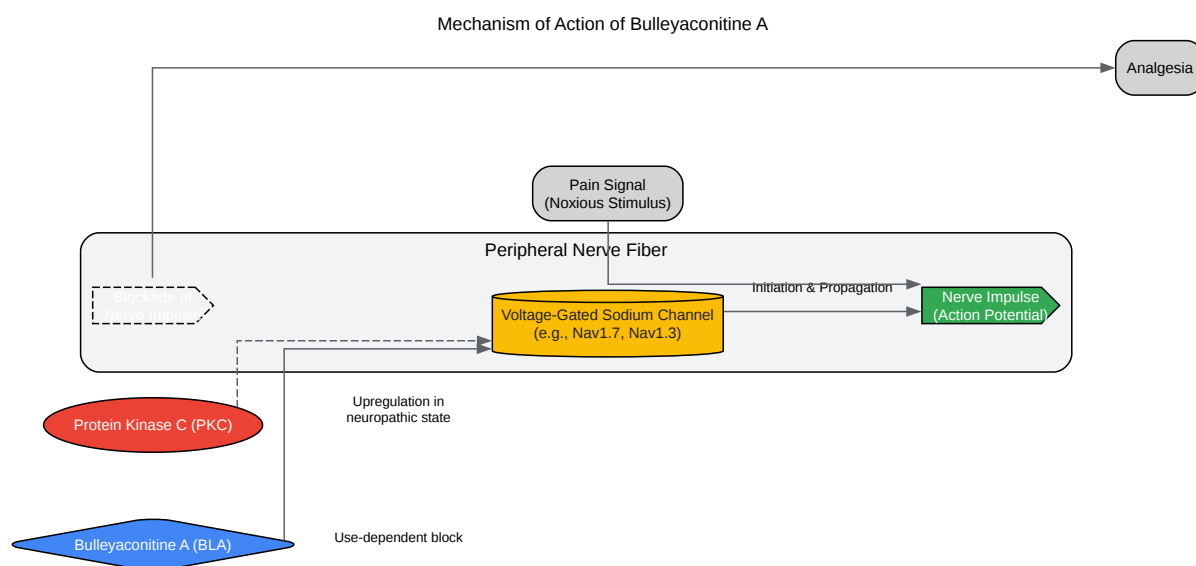 Mechanism of Action of Bulleyaconitine A
Analgesia
Pain Signal
(Noxious Stimulus)
Peripheral Nerve Fiber
Blockade of
Nerve Impulse
Initiation & Propagation
Nerve Impulse
(Action Potential)
Voltage-Gated Sodium Channel
(e.g., Nav1.7, Nav1.3)
Upregulation in
neuropathic state
Protein Kinase C (PKC)
Use-dependent block
Bulleyaconitine A (BLA)